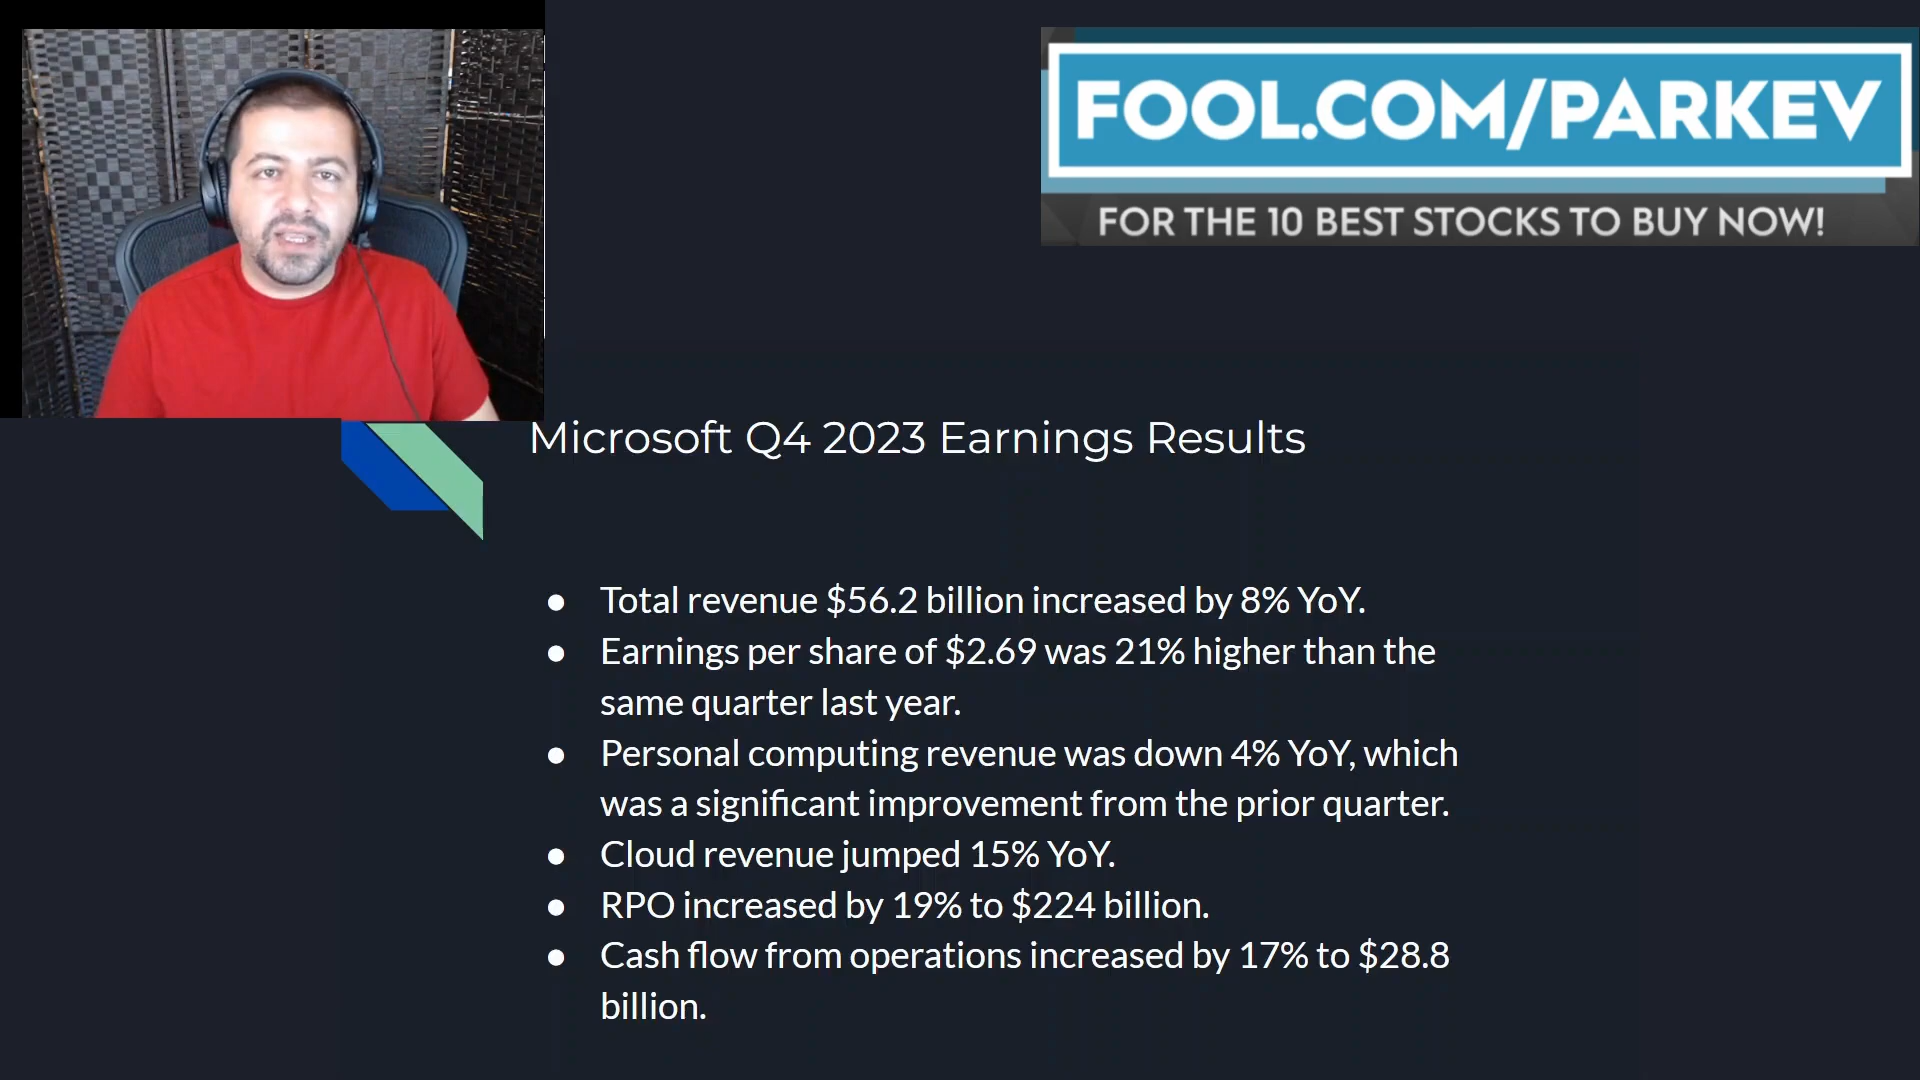 FOOL.COM/PARKEV
FOR THE 10 BEST STOCKS TO BUY NOW!
Microsoft Q4 2023 Earnings Results
● Total revenue $56.2 billion increased by 8% YoY.
● Earnings per share of $2.69 was 21% higher than the
same quarter last year.
● Personal computing revenue was down 4% YoY, which
was a significant improvement from the prior quarter.
● Cloud revenue jumped 15% YoY.
● RPO increased by 19% to $224 billion.
● Cash flow from operations increased by 17% to $28.8
billion.